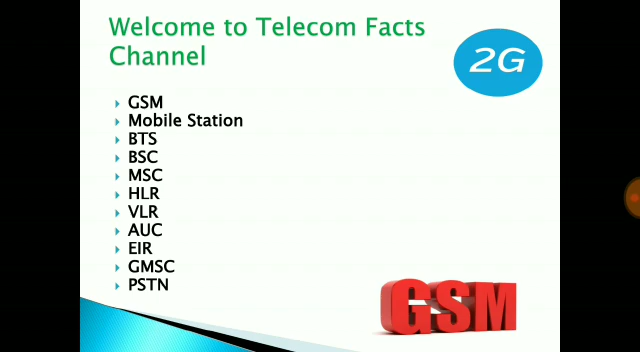 Welcome to Telecom Facts
Channel
2G
GSM
Mobile Station
BTS
BSC
MSC
HLR
VLR
AUC
EIR
GMSC
PSTN
GSM